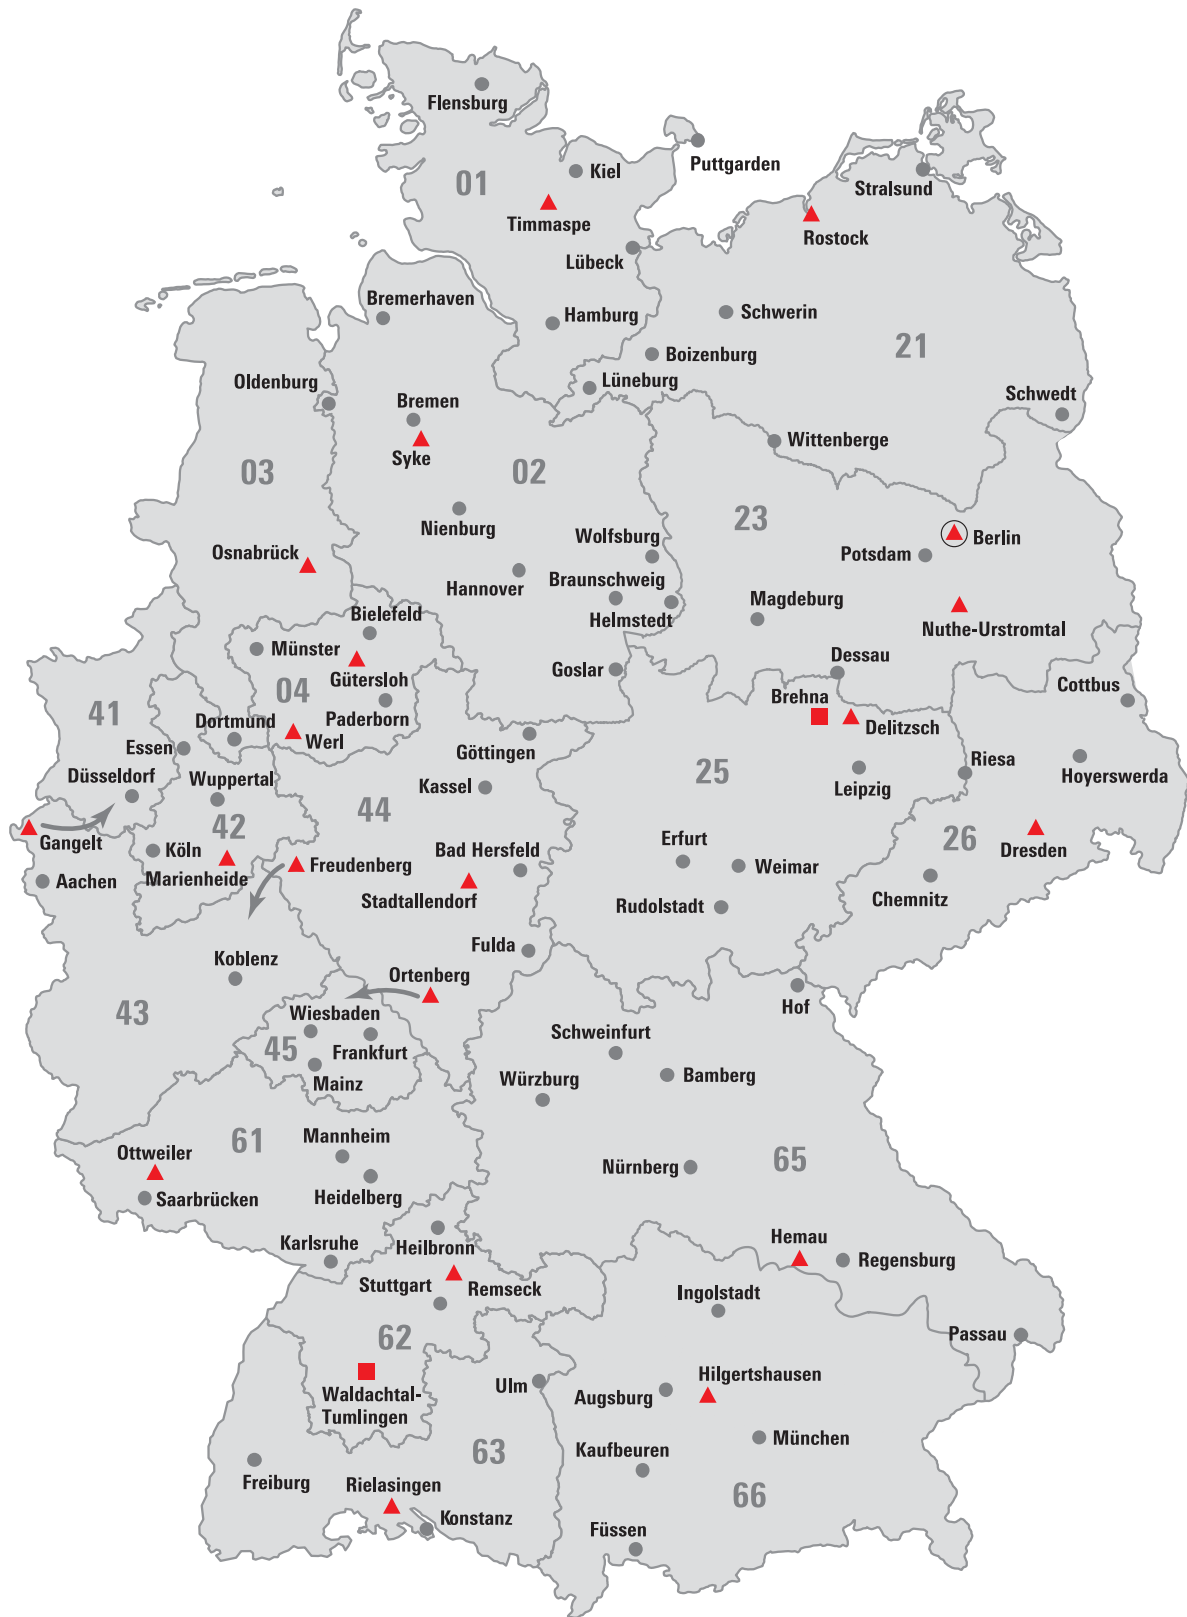 Flensburg
Puttgarden
Kiel
01
Stralsund
Timmaspe
Rostock
Lübeck
Bremerhaven
Hamburg
Schwerin
21
Boizenburg
Oldenburg
Lüneburg
Schwedt
Bremen
Wittenberge
Syke
03
02
Nienburg
23
Osnabrück
Wolfsburg
Berlin
Potsdam
Hannover
Braunschweig
Magdeburg
Bielefeld
Helmstedt
Nuthe-Urstromtal
Münster
Dessau
Goslar
Gütersloh
04
Cottbus
Brehna
41
Paderborn
Dortmund
Delitzsch
Werl
Essen
Göttingen
Hoyerswerda
Riesa
25
Düsseldorf
Wuppertal
Kassel
Leipzig
44
42
Gangelt
Köln
Erfurt
26
Dresden
Bad Hersfeld
Freudenberg
Weimar
Marienheide
Aachen
Stadtallendorf
Chemnitz
Rudolstadt
Fulda
Koblenz
Ortenberg
43
Hof
Wiesbaden
Schweinfurt
45
Frankfurt
Bamberg
Mainz
Würzburg
61
Mannheim
Ottweiler
65
Nürnberg
Saarbrücken
Heidelberg
Hemau
Karlsruhe
Heilbronn
Regensburg
Stuttgart
Remseck
Ingolstadt
62
Passau
Hilgertshausen
Ulm
Waldachtal-
Tumlingen
Augsburg
München
63
Kaufbeuren
Freiburg
Rielasingen
66
Konstanz
Füssen